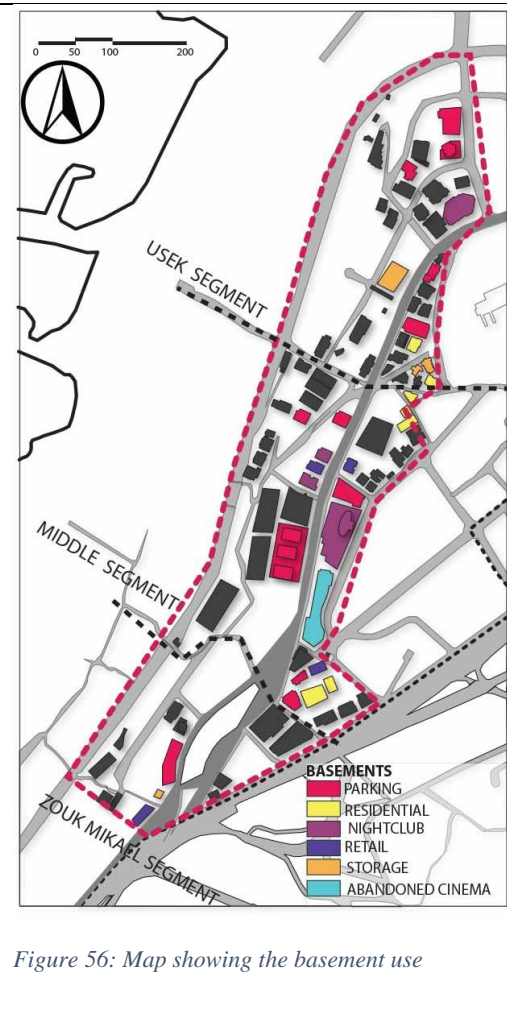 0 50 100 200
USEK SEGMENT
MIDDLE SEGMENT
ZOUK MIKAEL SEGMENT
BASEMENTS
PARKING
RESIDENTIAL
NIGHTCLUB
RETAIL
STORAGE
ABANDONED CINEMA
Figure 56: Map showing the basement use